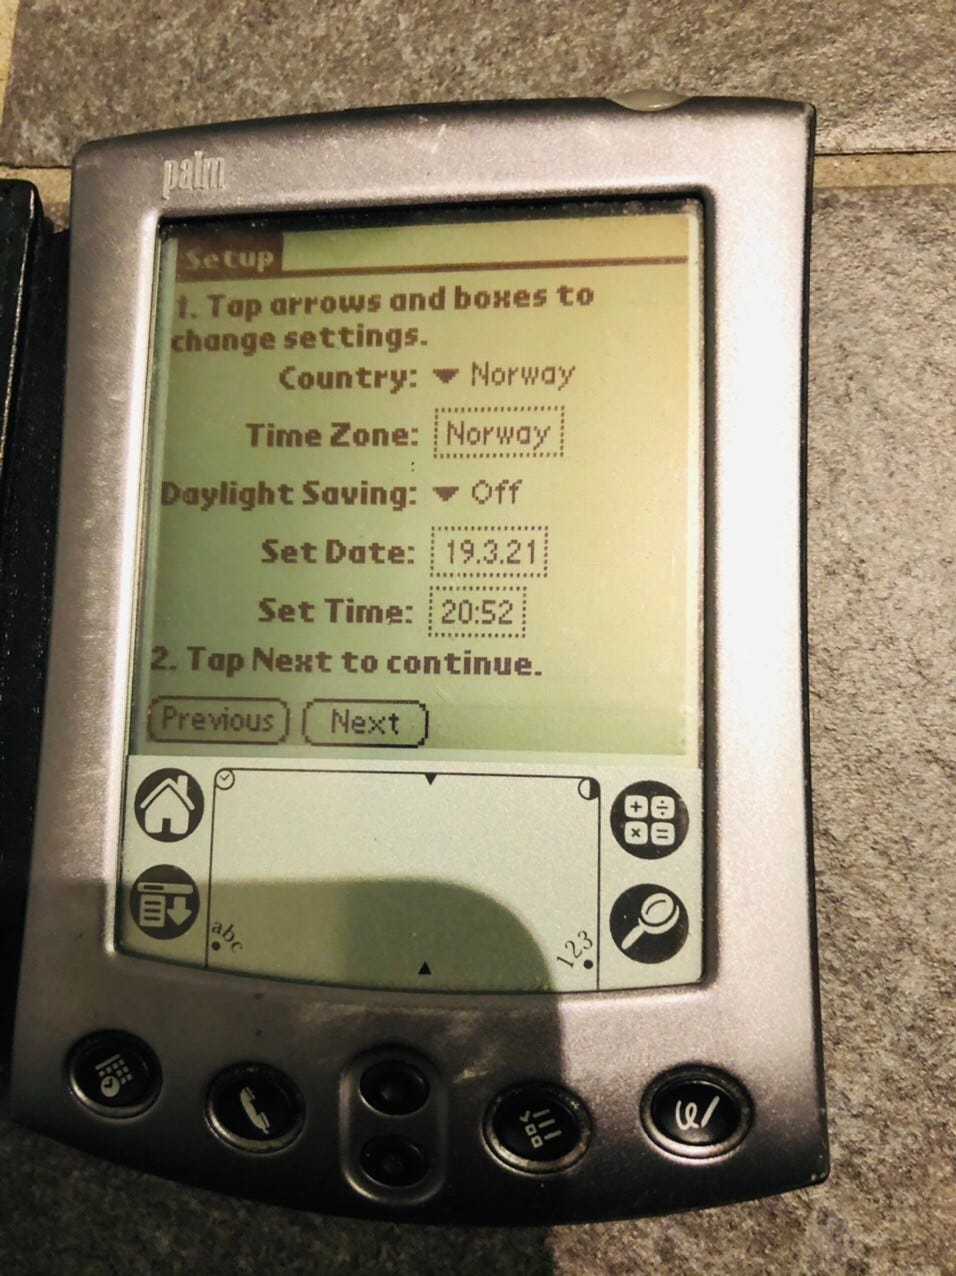 palm
Setup
1. Tap arrows and boxes to
change settings.
Country: Norway
Time Zone: Norway
Daylight Saving: Off
Set Date: 19.3.21
Set Time: 20:52
2. Tap Next to continue.
Previous Next
abc 123